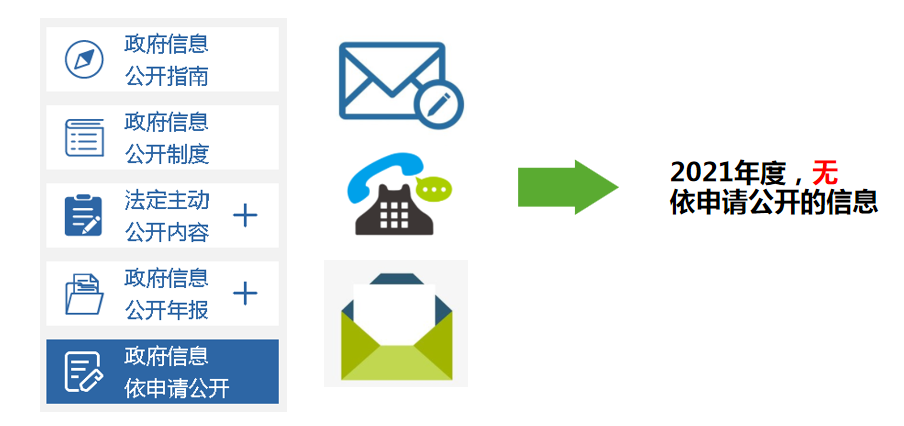 政府信息
公开指南
政府信息
公开制度
法定主动
公开内容
政府信息
公开年报
政府信息
依申请公开
2021年度，无
依申请公开的信息